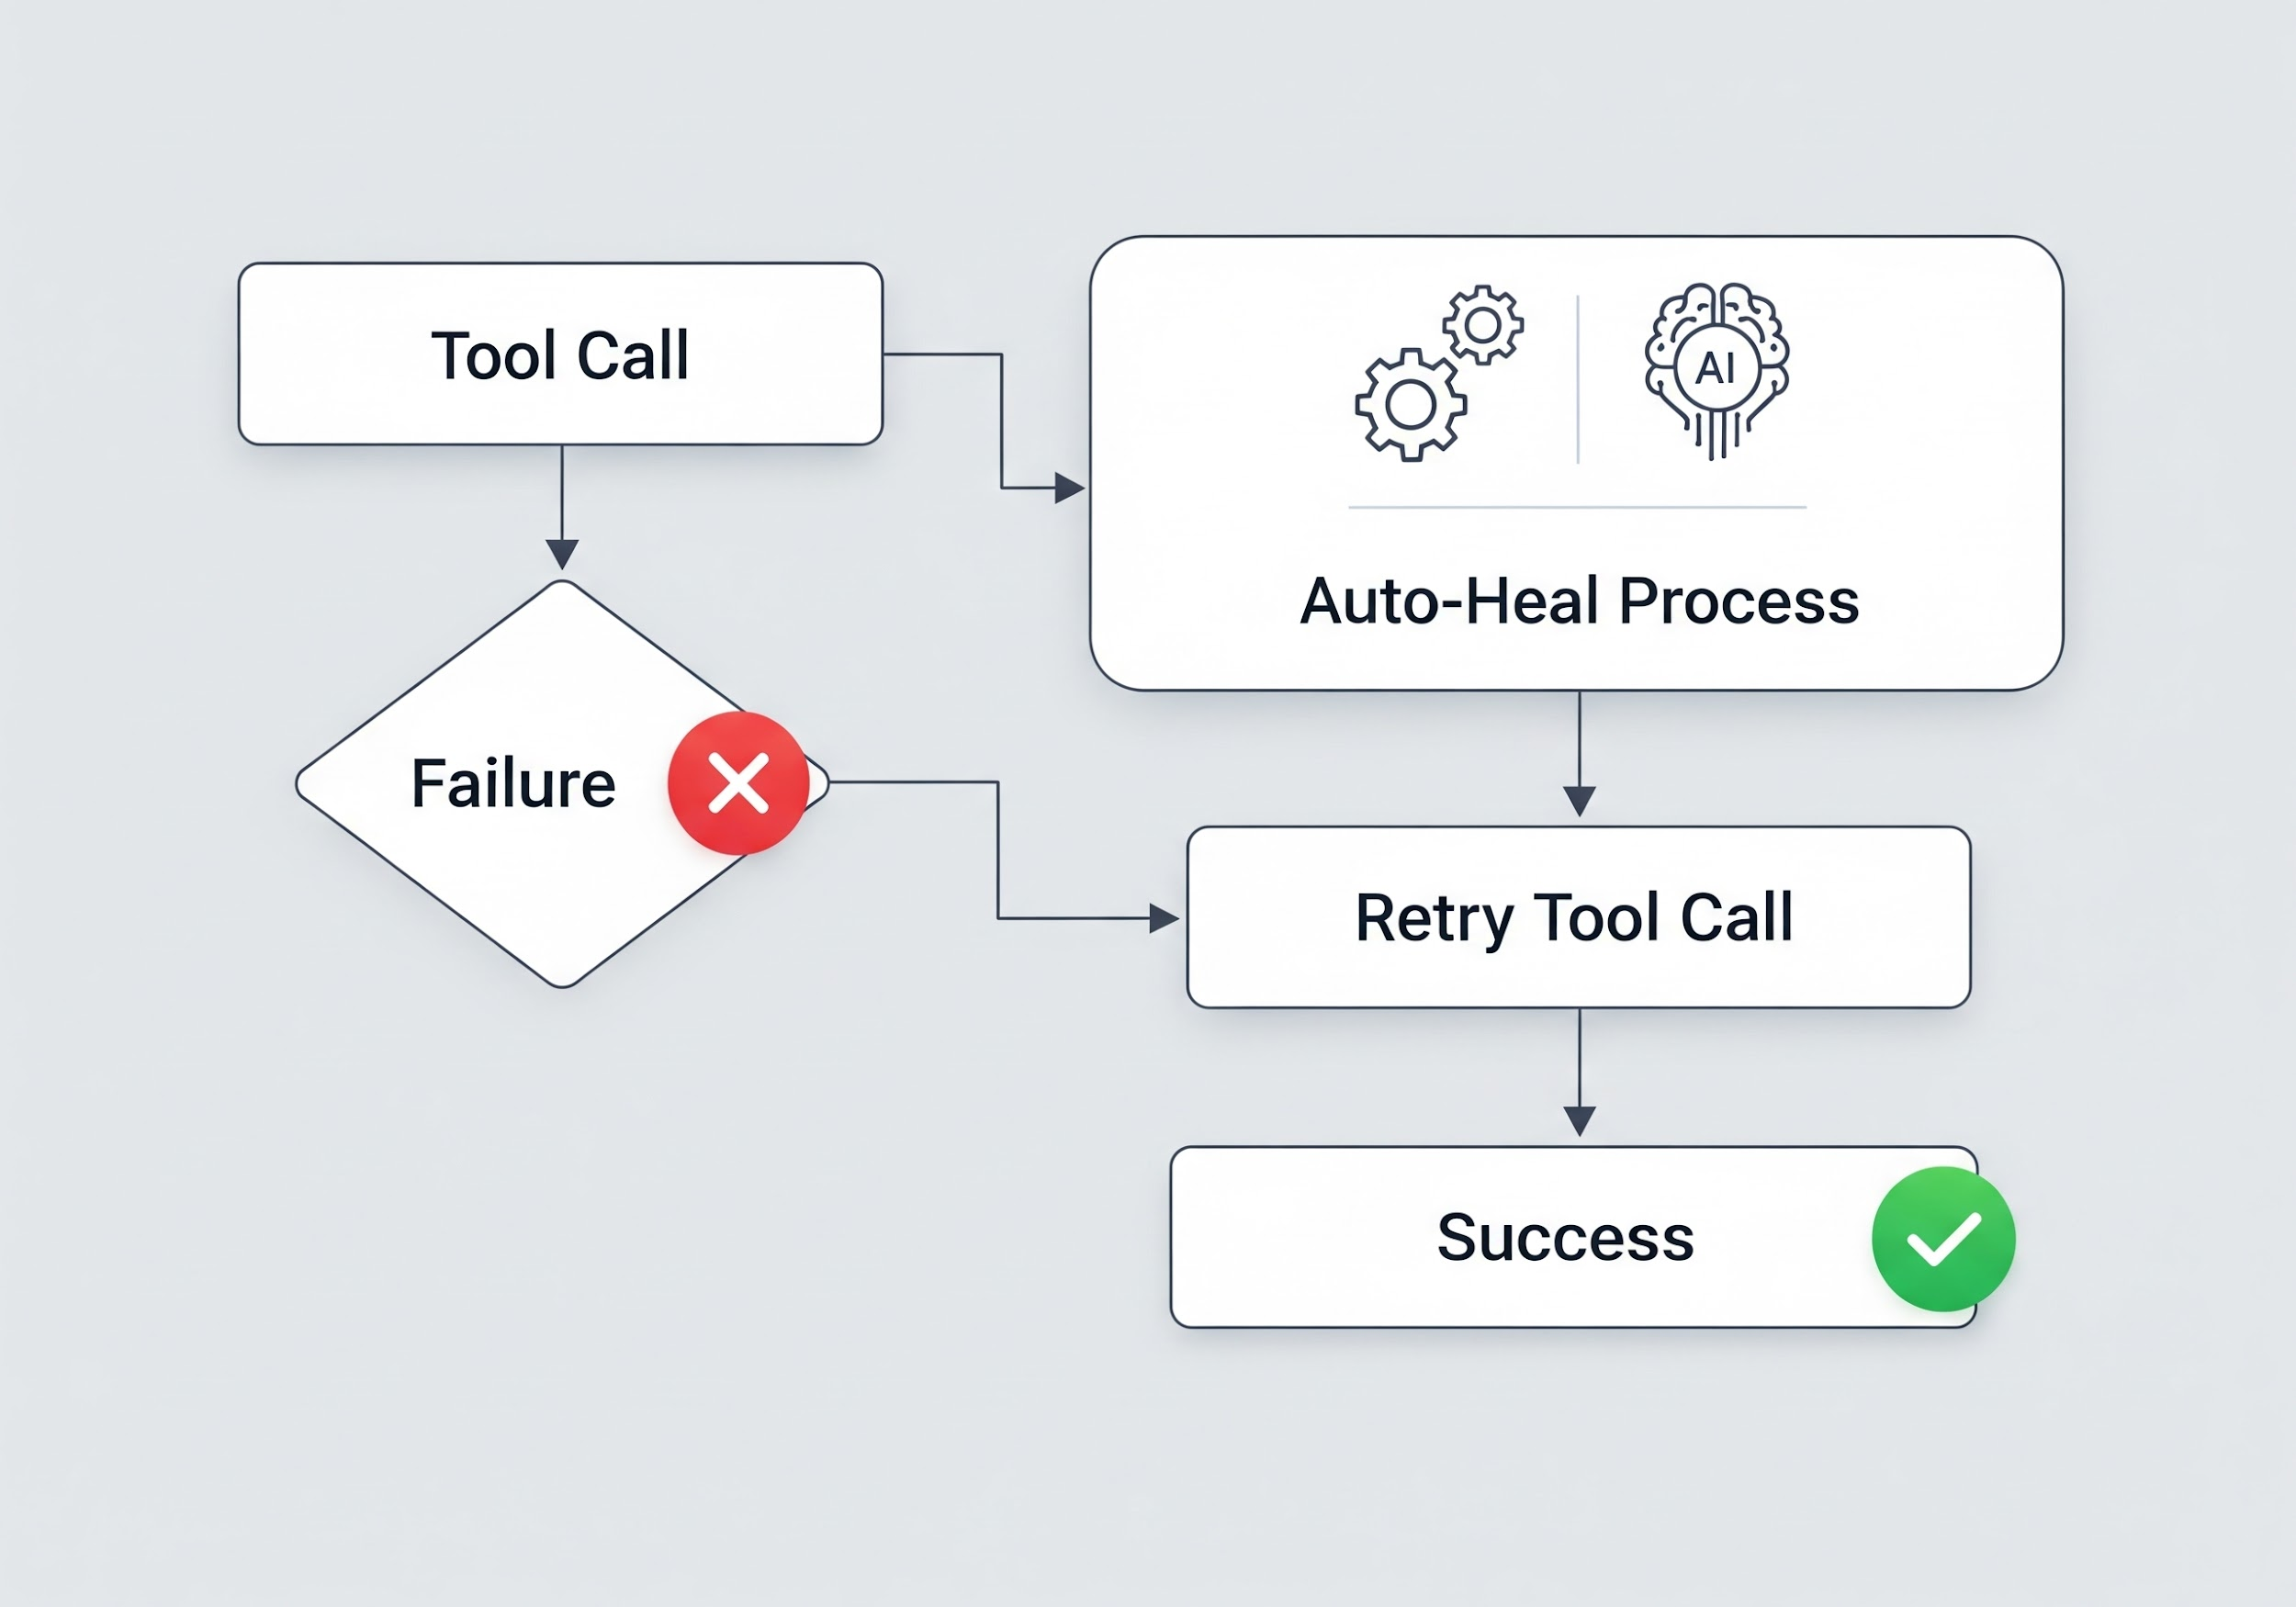 Tool Call
AI
Auto-Heal Process
Failure
Retry Tool Call
Success